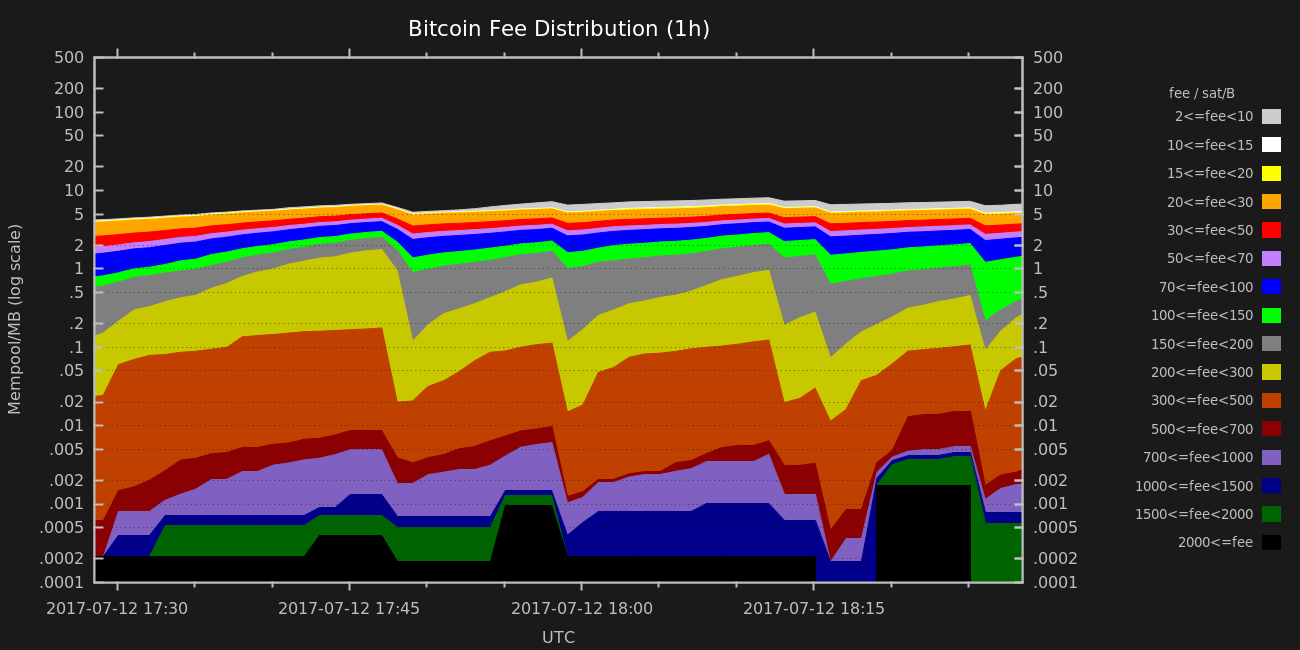 Bitcoin Fee Distribution (1h)
500
200
100
50
20
10
5
2
1
.5
.2
.1
.05
.02
.01
.005
.002
.001
.0005
.0002
.0001
Mempool/MB (log scale)
500
200
100
50
20
10
5
2
1
.5
.2
.1
.05
.02
.01
.005
.002
.001
.0005
.0002
.0001
2017-07-12 17:30 2017-07-12 17:45 2017-07-12 18:00 2017-07-12 18:15
UTC
fee / sat/B
2<=fee<10
10<=fee<15
15<=fee<20
20<=fee<30
30<=fee<50
50<=fee<70
70<=fee<100
100<=fee<150
150<=fee<200
200<=fee<300
300<=fee<500
500<=fee<700
700<=fee<1000
1000<=fee<1500
1500<=fee<2000
2000<=fee